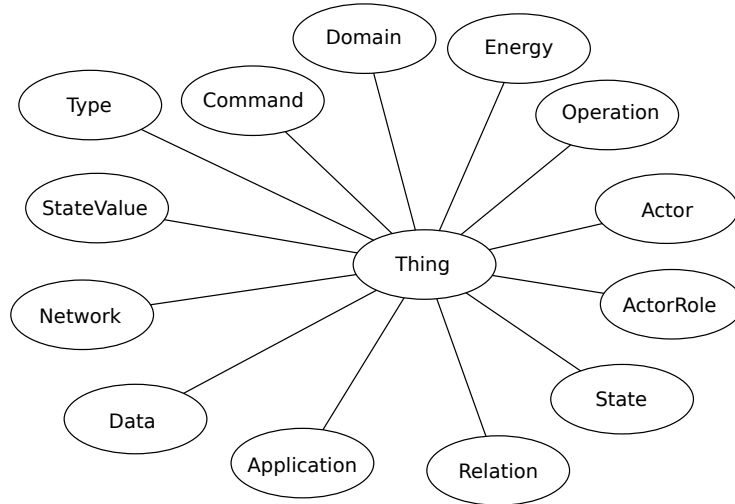 Domain
Energy
Type
Command
Operation
StateValue
Actor
Thing
Network
ActorRole
Data
State
Application
Relation